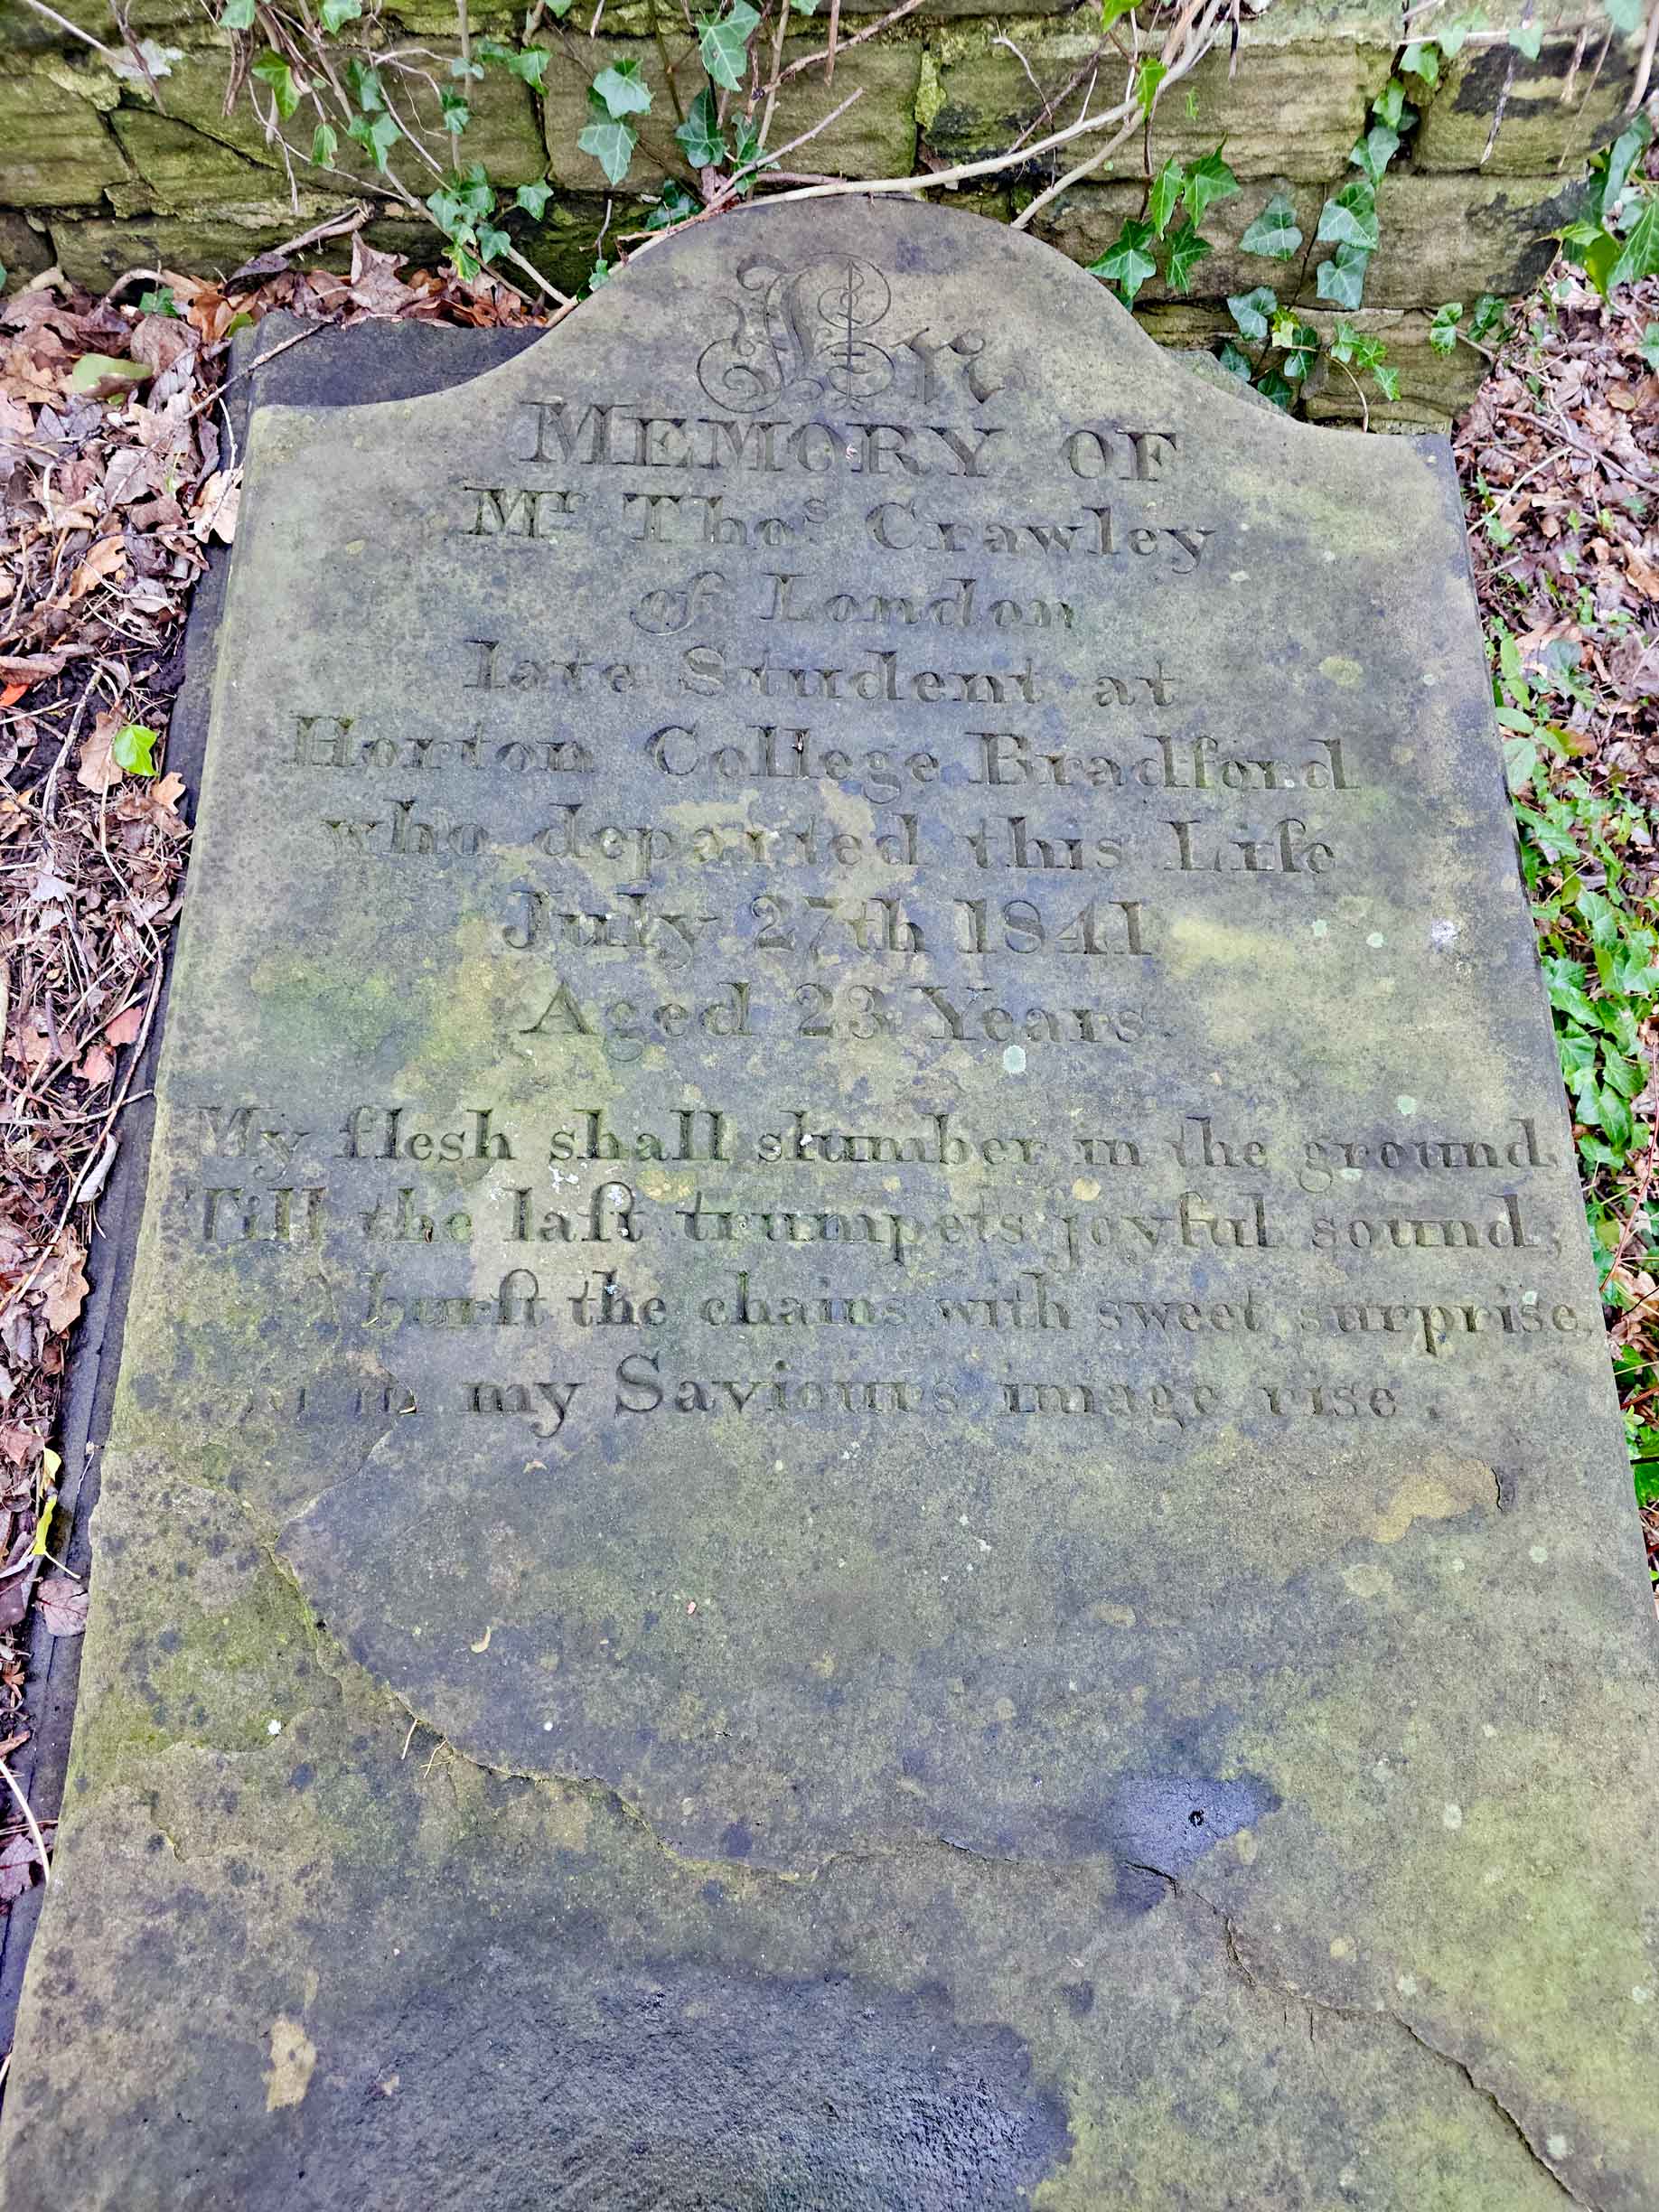 In
MEMORY OF
Mr Thos Crawley
of London
late Student at
Horton College Bradford
who departed this Life
July 27th 1841
Aged 23 Years.
My flesh shall slumber in the ground,
Till the laſt trumpets joyful sound;
burſt the chains with sweet surprise,
my Saviours image rise.